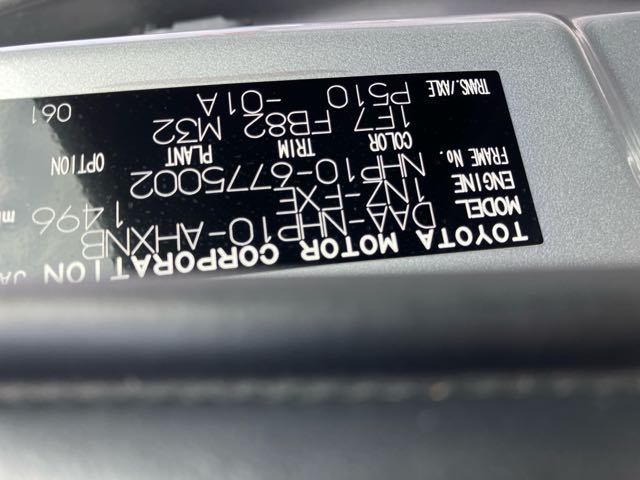 TOYOTA MOTOR CORPORATION JA
MODEL DAA-NHP10-AHXNB
ENGINE 1NZ-FXE 1496 m
FRAME No. NHP10-6775002
COLOR TRIM PLANT OPTION
1E7 FB82 M32
TRANS./AXLE P510 -01A 061